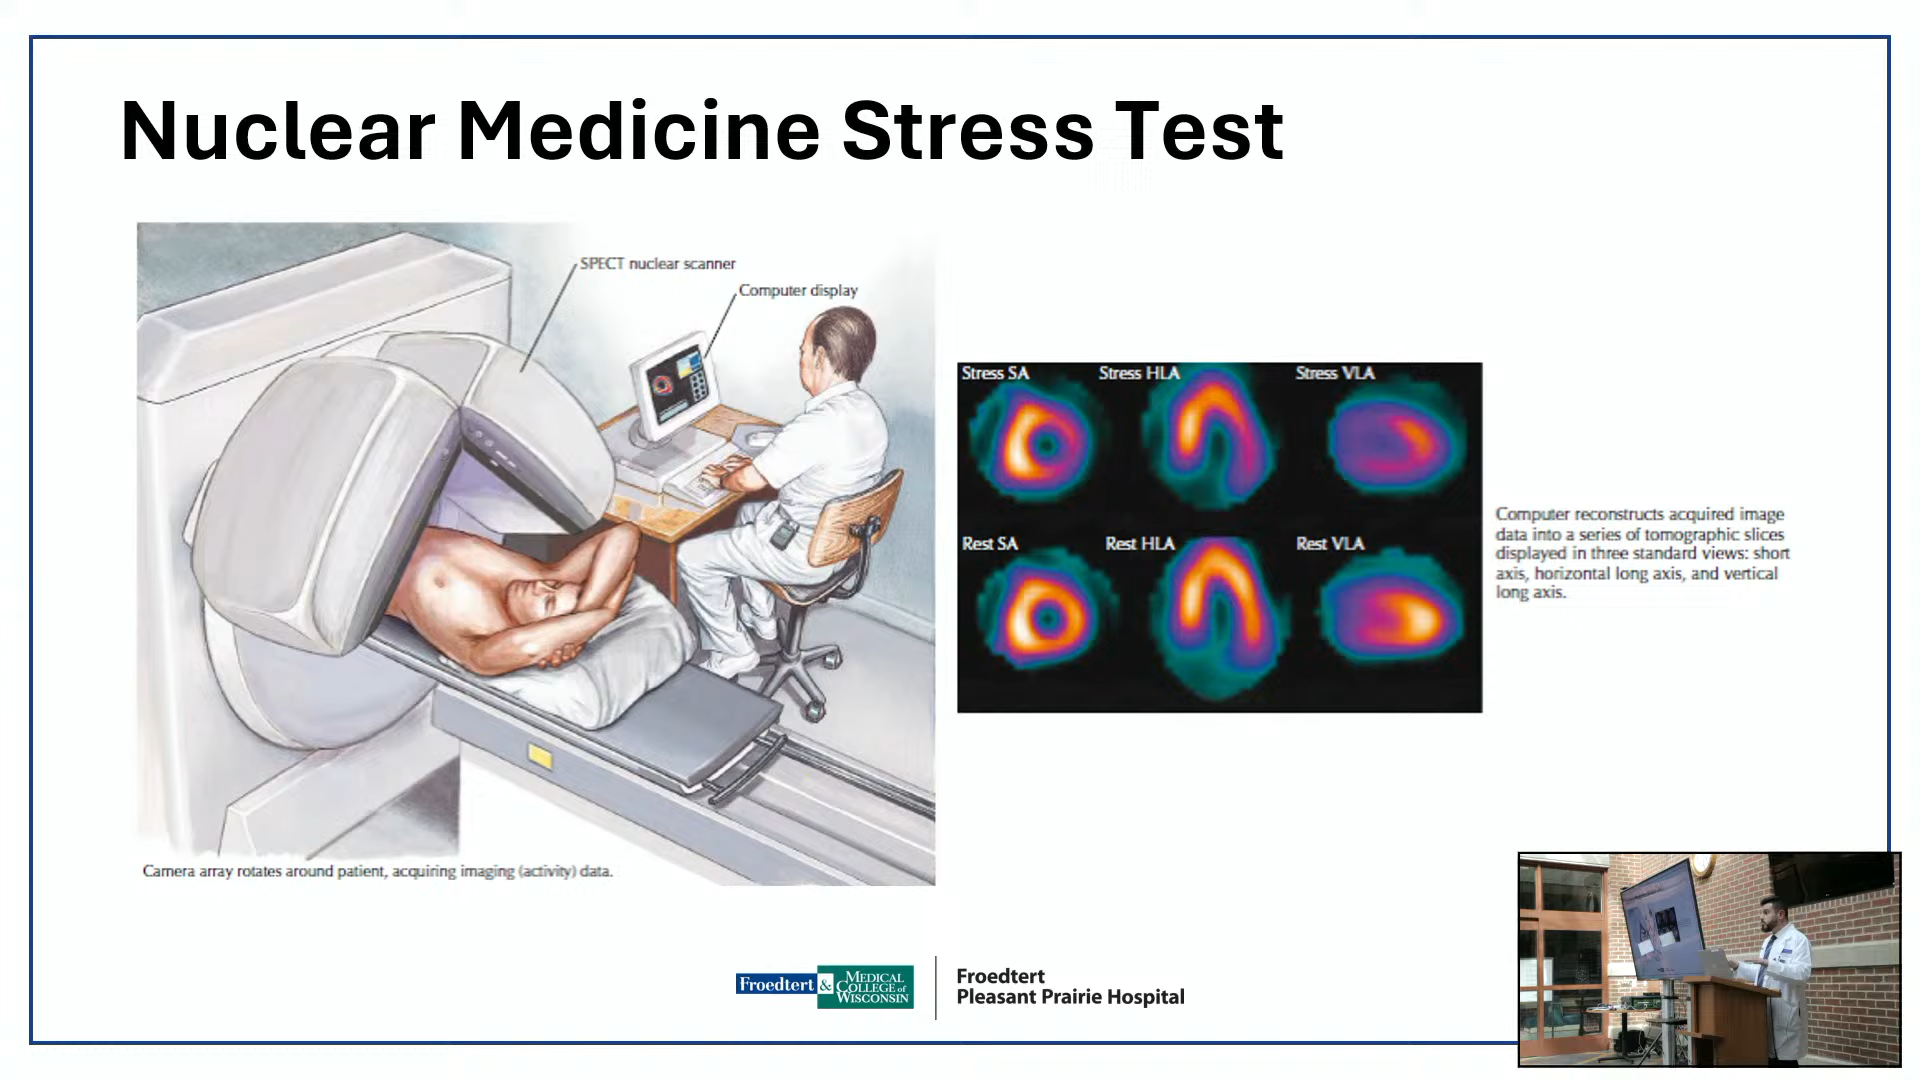 Nuclear Medicine Stress Test
SPECT nuclear scanner
Computer display
Camera array rotates around patient, acquiring imaging (activity) data.
Stress SA
Stress HLA
Stress VLA
Rest SA
Rest HLA
Rest VLA
Computer reconstructs acquired image
data into a series of tomographic slices
displayed in three standard views: short
axis, horizontal long axis, and vertical
long axis.
Froedtert &
MEDICAL
COLLEGE of
WISCONSIN
Froedtert
Pleasant Prairie Hospital